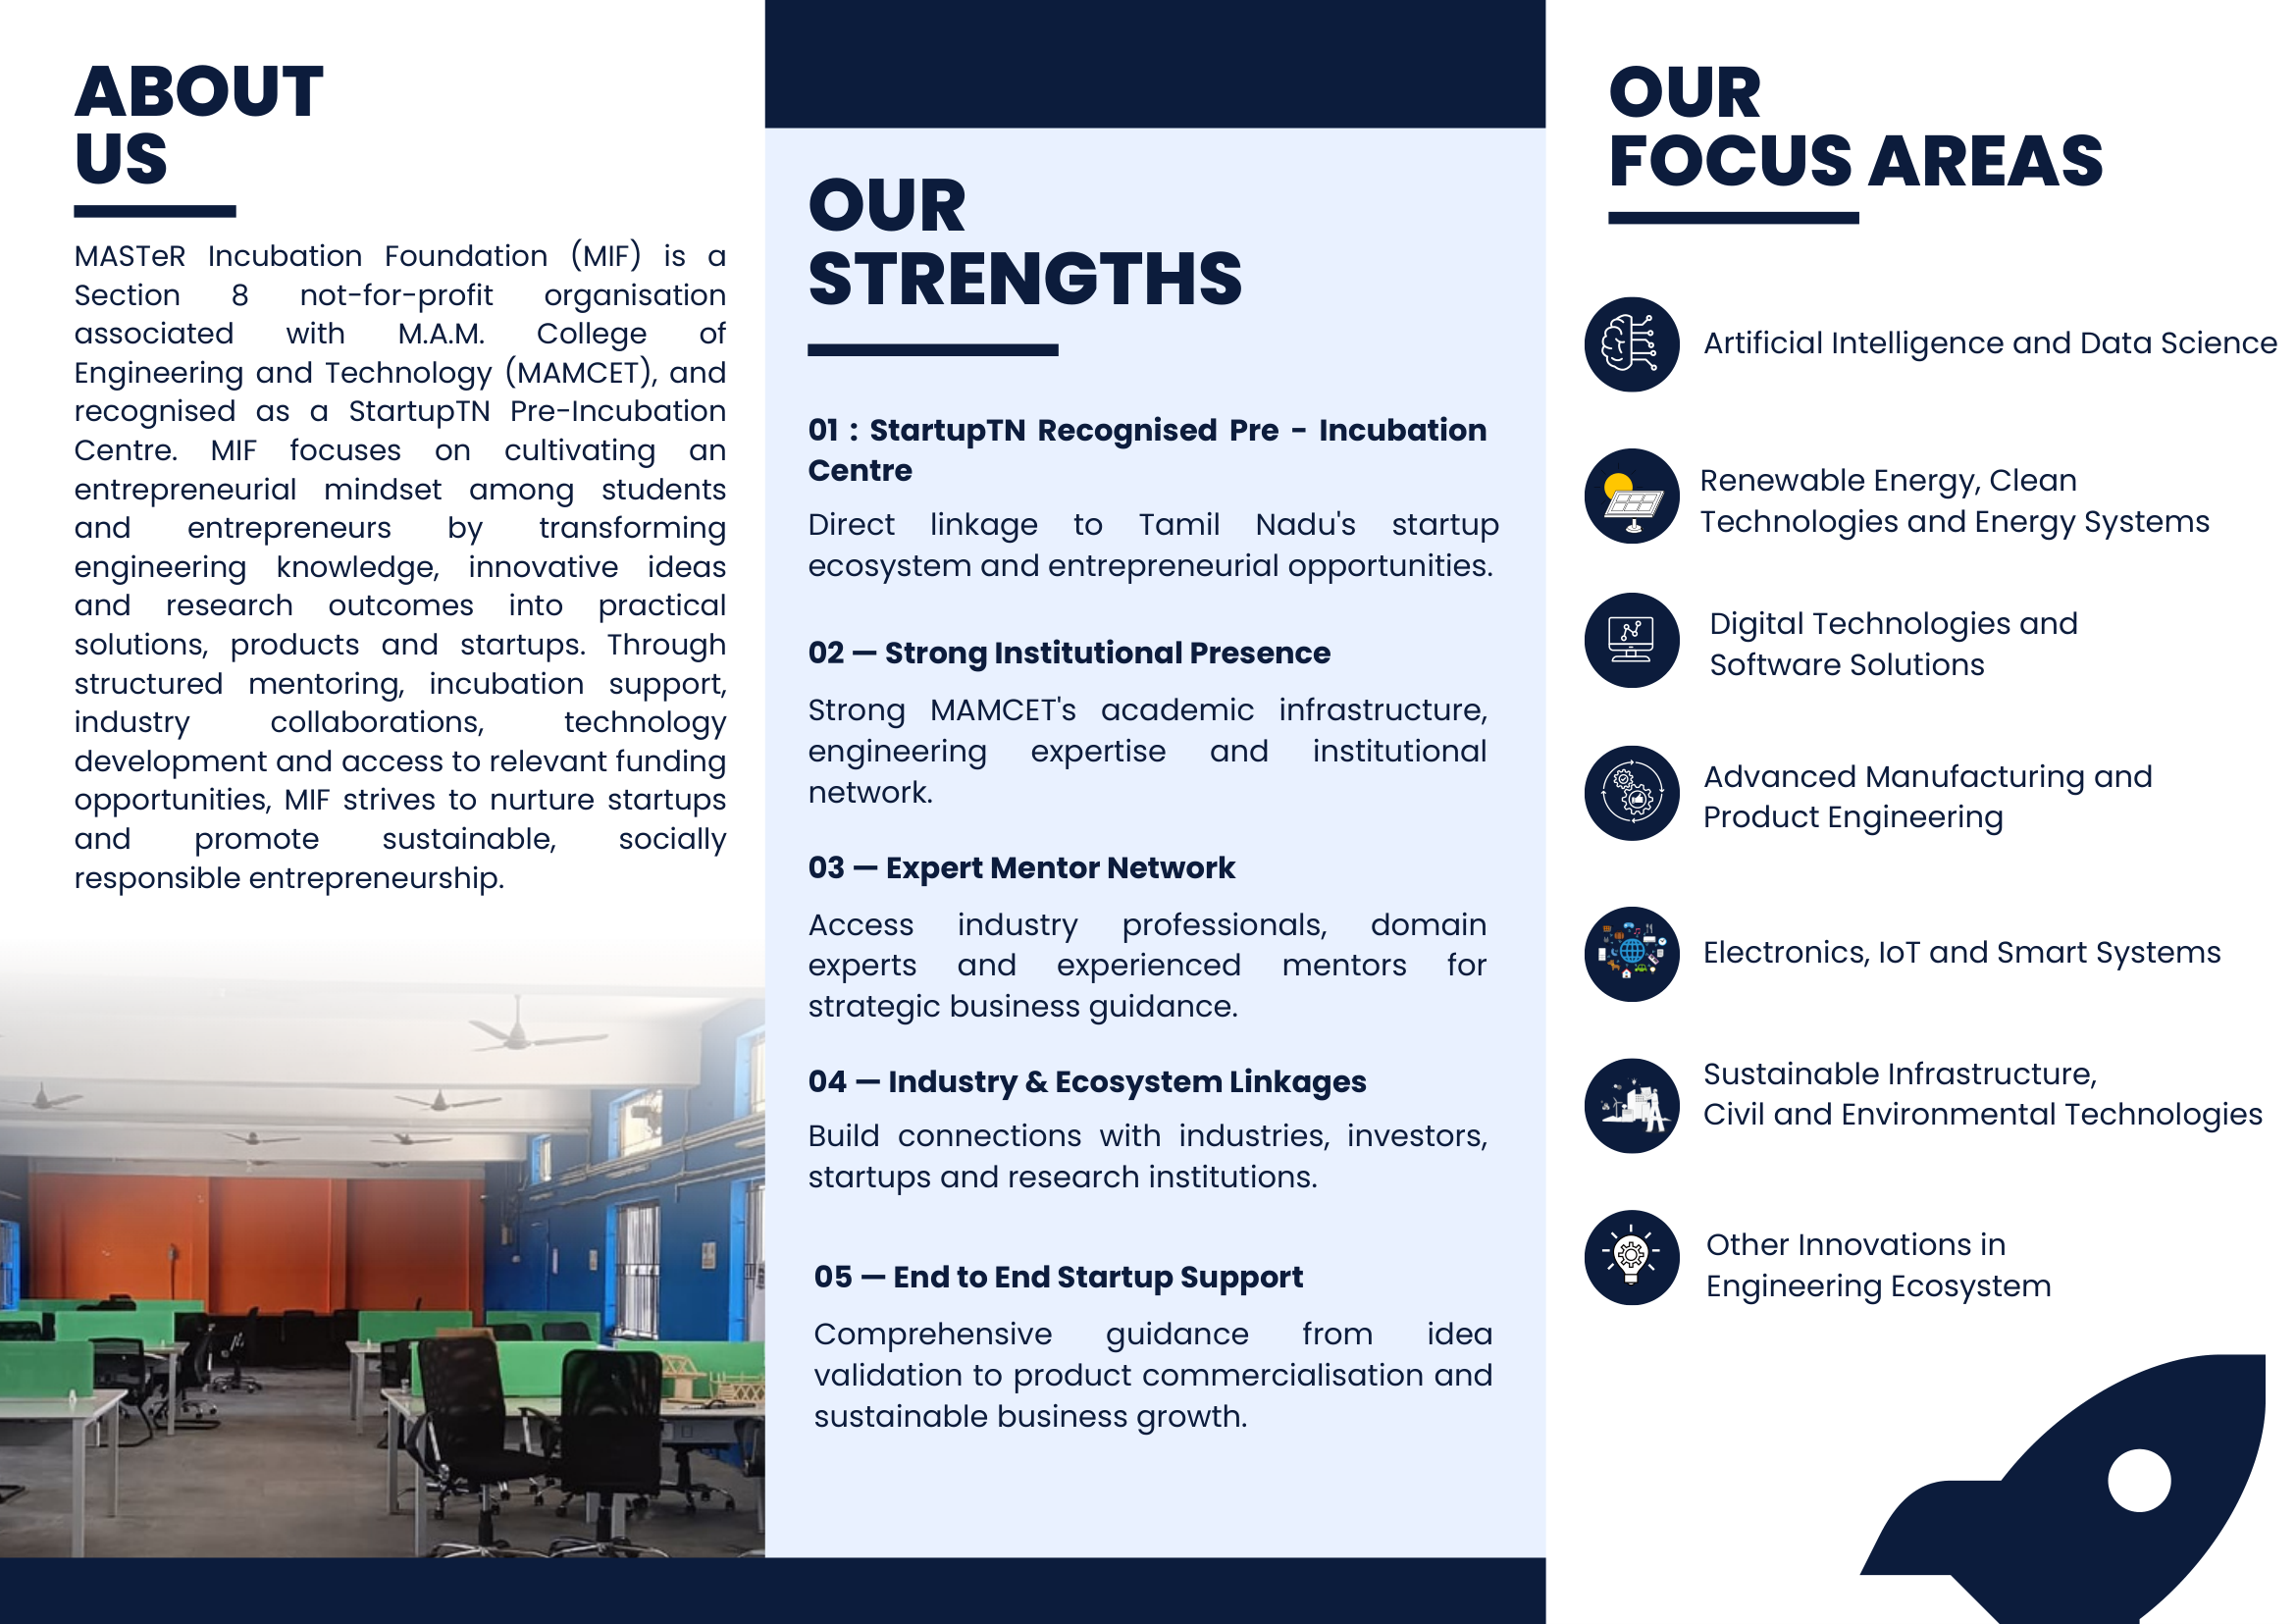 ABOUT
US
MASTeR Incubation Foundation (MIF) is a
Section 8 not-for-profit organisation
associated with M.A.M. College of
Engineering and Technology (MAMCET), and
recognised as a StartupTN Pre-Incubation
Centre. MIF focuses on cultivating an
entrepreneurial mindset among students
and entrepreneurs by transforming
engineering knowledge, innovative ideas
and research outcomes into practical
solutions, products and startups. Through
structured mentoring, incubation support,
industry collaborations, technology
development and access to relevant funding
opportunities, MIF strives to nurture startups
and promote sustainable, socially
responsible entrepreneurship.
OUR
STRENGTHS
01 : StartupTN Recognised Pre - Incubation
Centre
Direct linkage to Tamil Nadu's startup
ecosystem and entrepreneurial opportunities.
02 — Strong Institutional Presence
Strong MAMCET's academic infrastructure,
engineering expertise and institutional
network.
03 — Expert Mentor Network
Access industry professionals, domain
experts and experienced mentors for
strategic business guidance.
04 — Industry & Ecosystem Linkages
Build connections with industries, investors,
startups and research institutions.
05 — End to End Startup Support
Comprehensive guidance from idea
validation to product commercialisation and
sustainable business growth.
OUR
FOCUS AREAS
Artificial Intelligence and Data Science
Renewable Energy, Clean
Technologies and Energy Systems
Digital Technologies and
Software Solutions
Advanced Manufacturing and
Product Engineering
Electronics, IoT and Smart Systems
Sustainable Infrastructure,
Civil and Environmental Technologies
Other Innovations in
Engineering Ecosystem